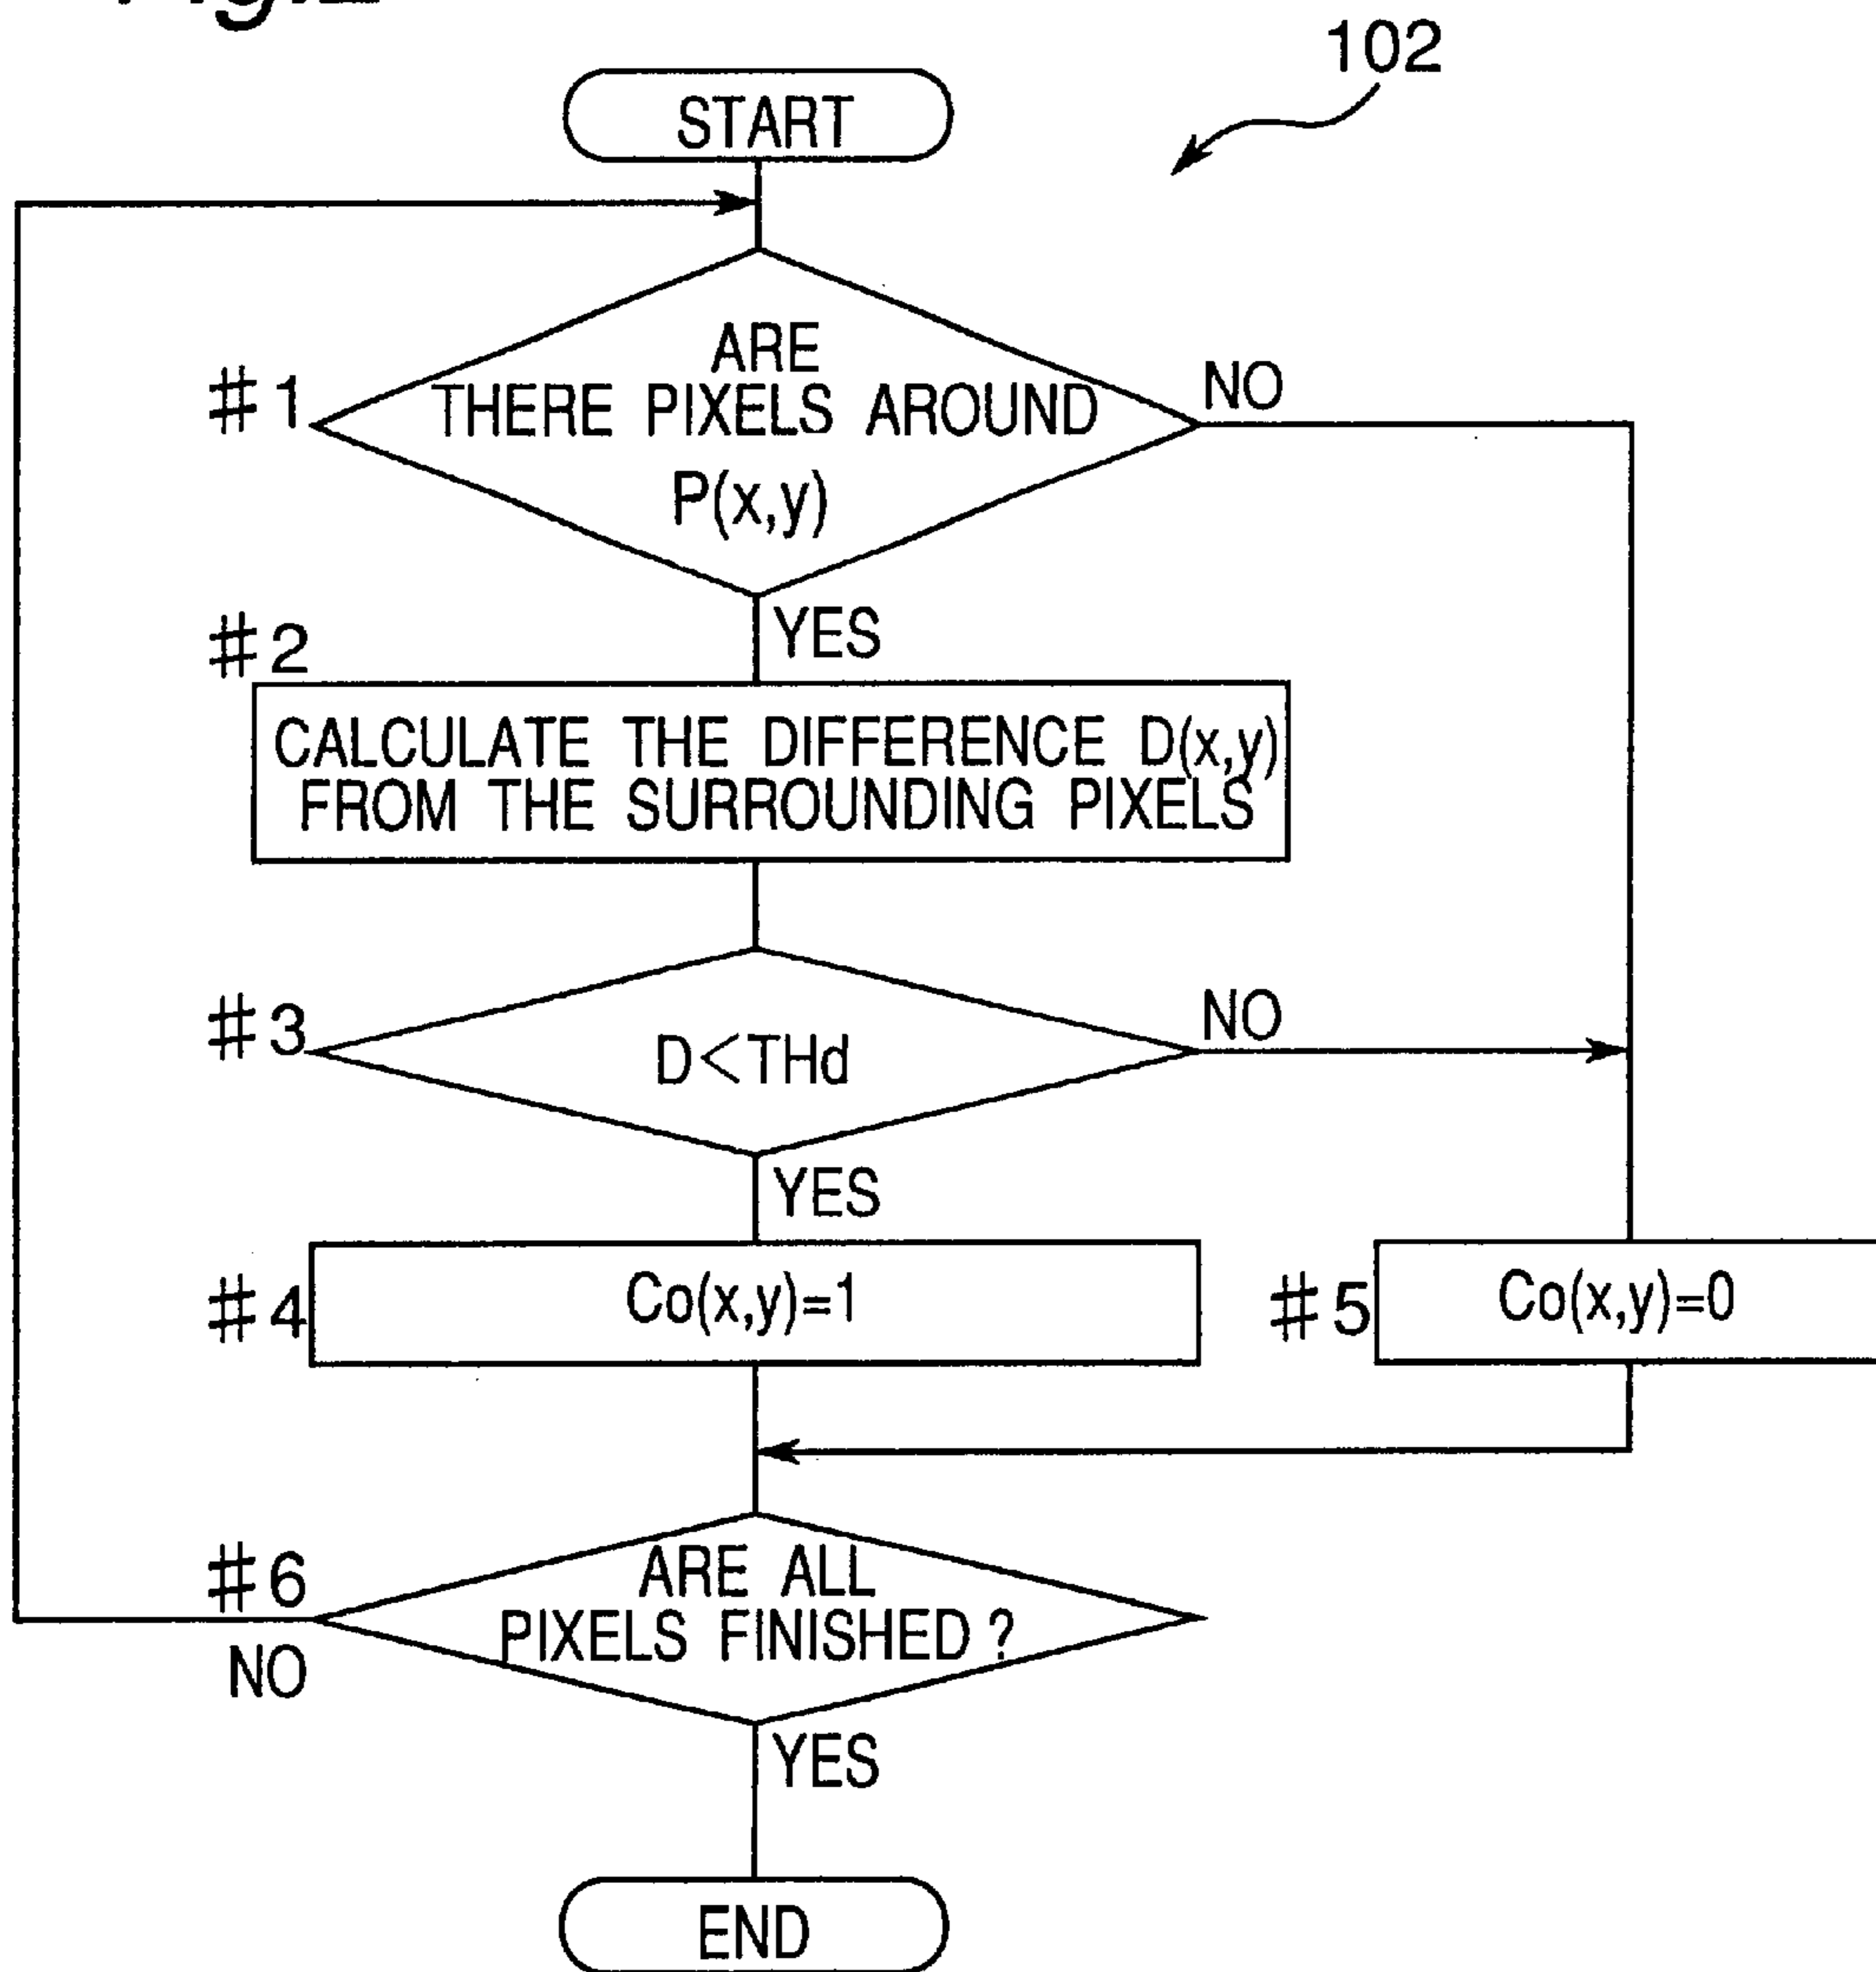 102
START
ARE
THERE PIXELS AROUND
P(x,y)
#1
NO
YES
#2
CALCULATE THE DIFFERENCE D(x,y)
FROM THE SURROUNDING PIXELS
#3
D<THd
NO
YES
#4
Co(x,y)=1
#5
Co(x,y)=0
#6
ARE ALL
PIXELS FINISHED ?
NO
YES
END